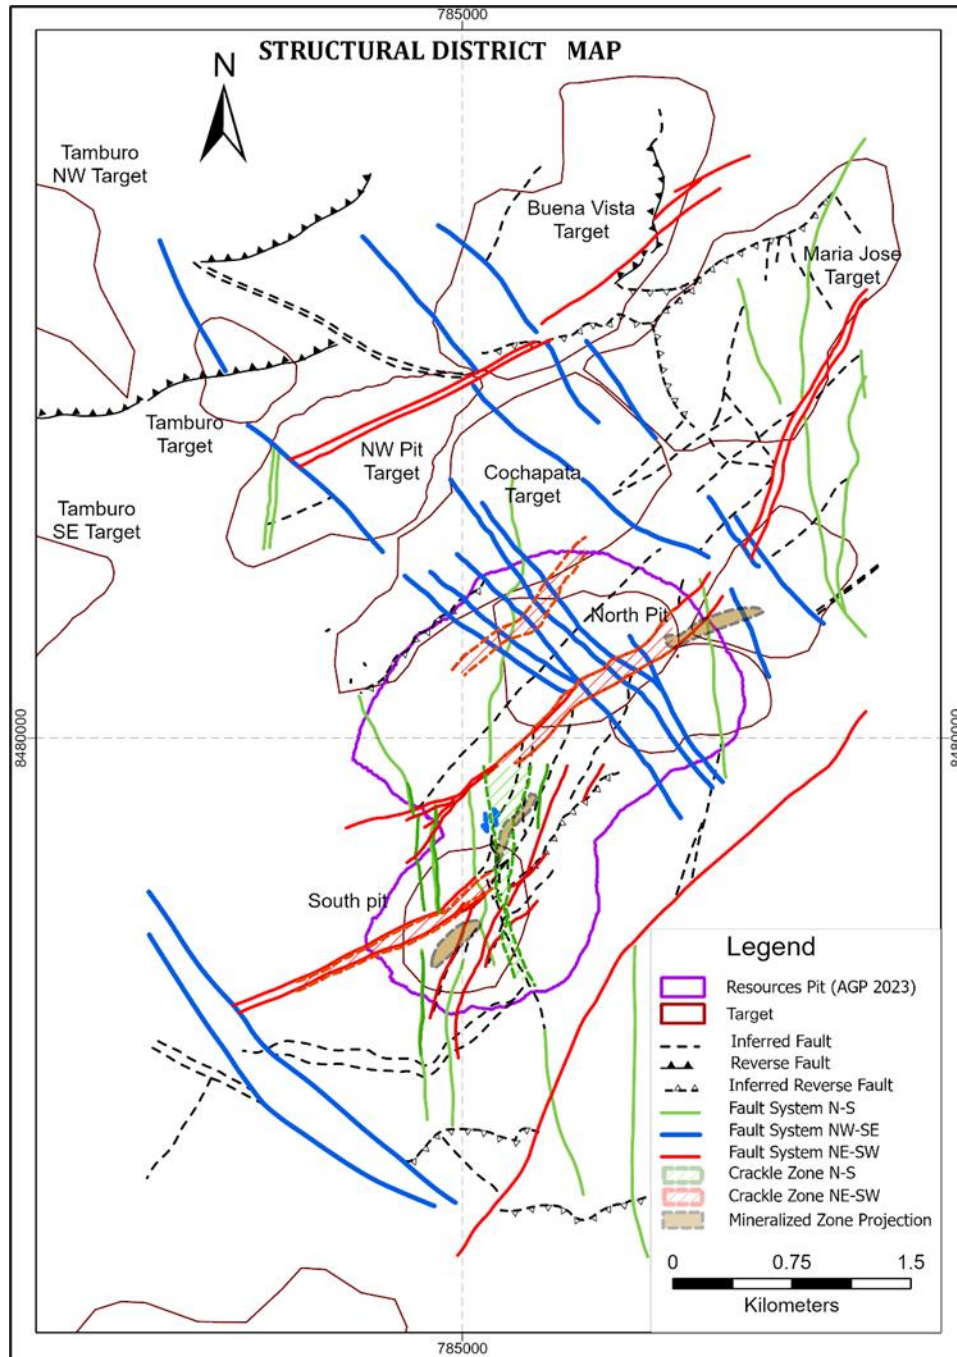 785000
STRUCTURAL DISTRICT MAP
N
Tamburo
NW Target
Buena Vista
Target
Maria Jose
Target
Tamburo
Target
NW Pit
Target
Cochapata
Target
Tamburo
SE Target
North Pit
8480000
8480000
South pit
Legend
Resources Pit (AGP 2023)
Target
Inferred Fault
Reverse Fault
Inferred Reverse Fault
Fault System N-S
Fault System NW-SE
Fault System NE-SW
Crackle Zone N-S
Crackle Zone NE-SW
Mineralized Zone Projection
0 0.75 1.5
Kilometers
785000